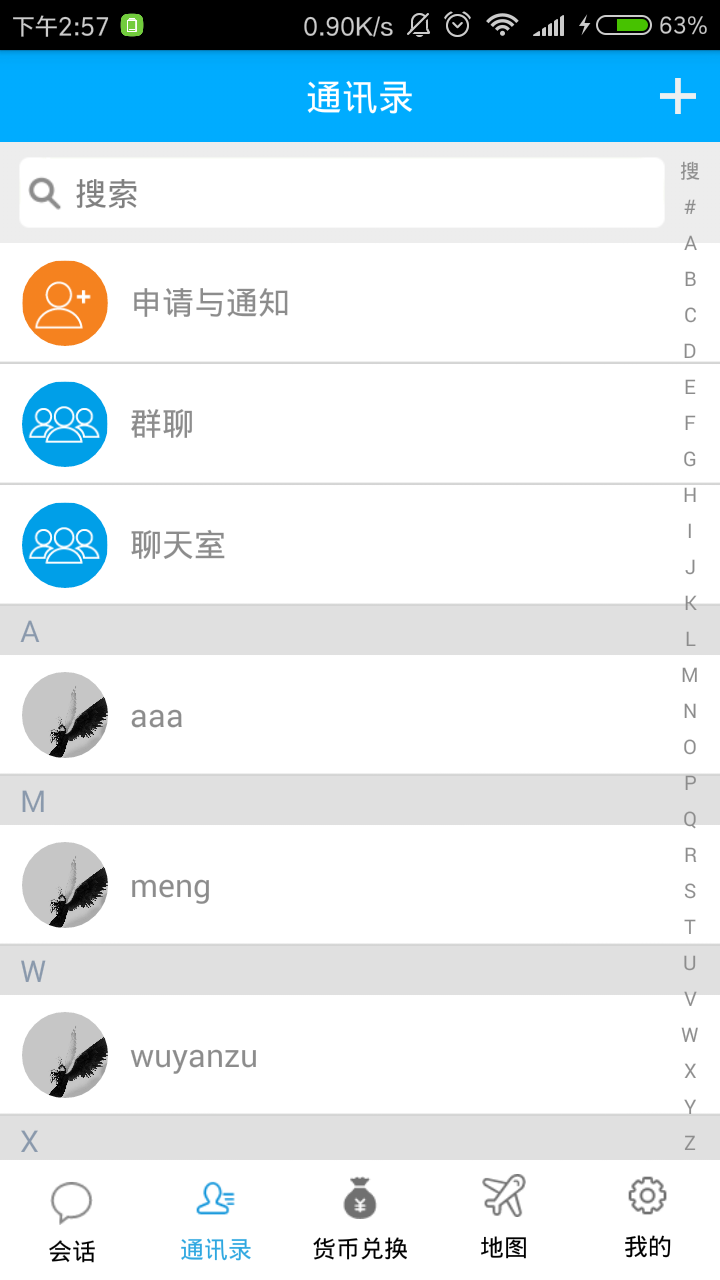 下午2:57 0.90K/s 63%
通讯录
搜索
申请与通知
群聊
聊天室
A
aaa
M
meng
W
wuyanzu
X
搜
#
A
B
C
D
E
F
G
H
I
J
K
L
M
N
O
P
Q
R
S
T
U
V
W
X
Y
Z
会话 通讯录 货币兑换 地图 我的